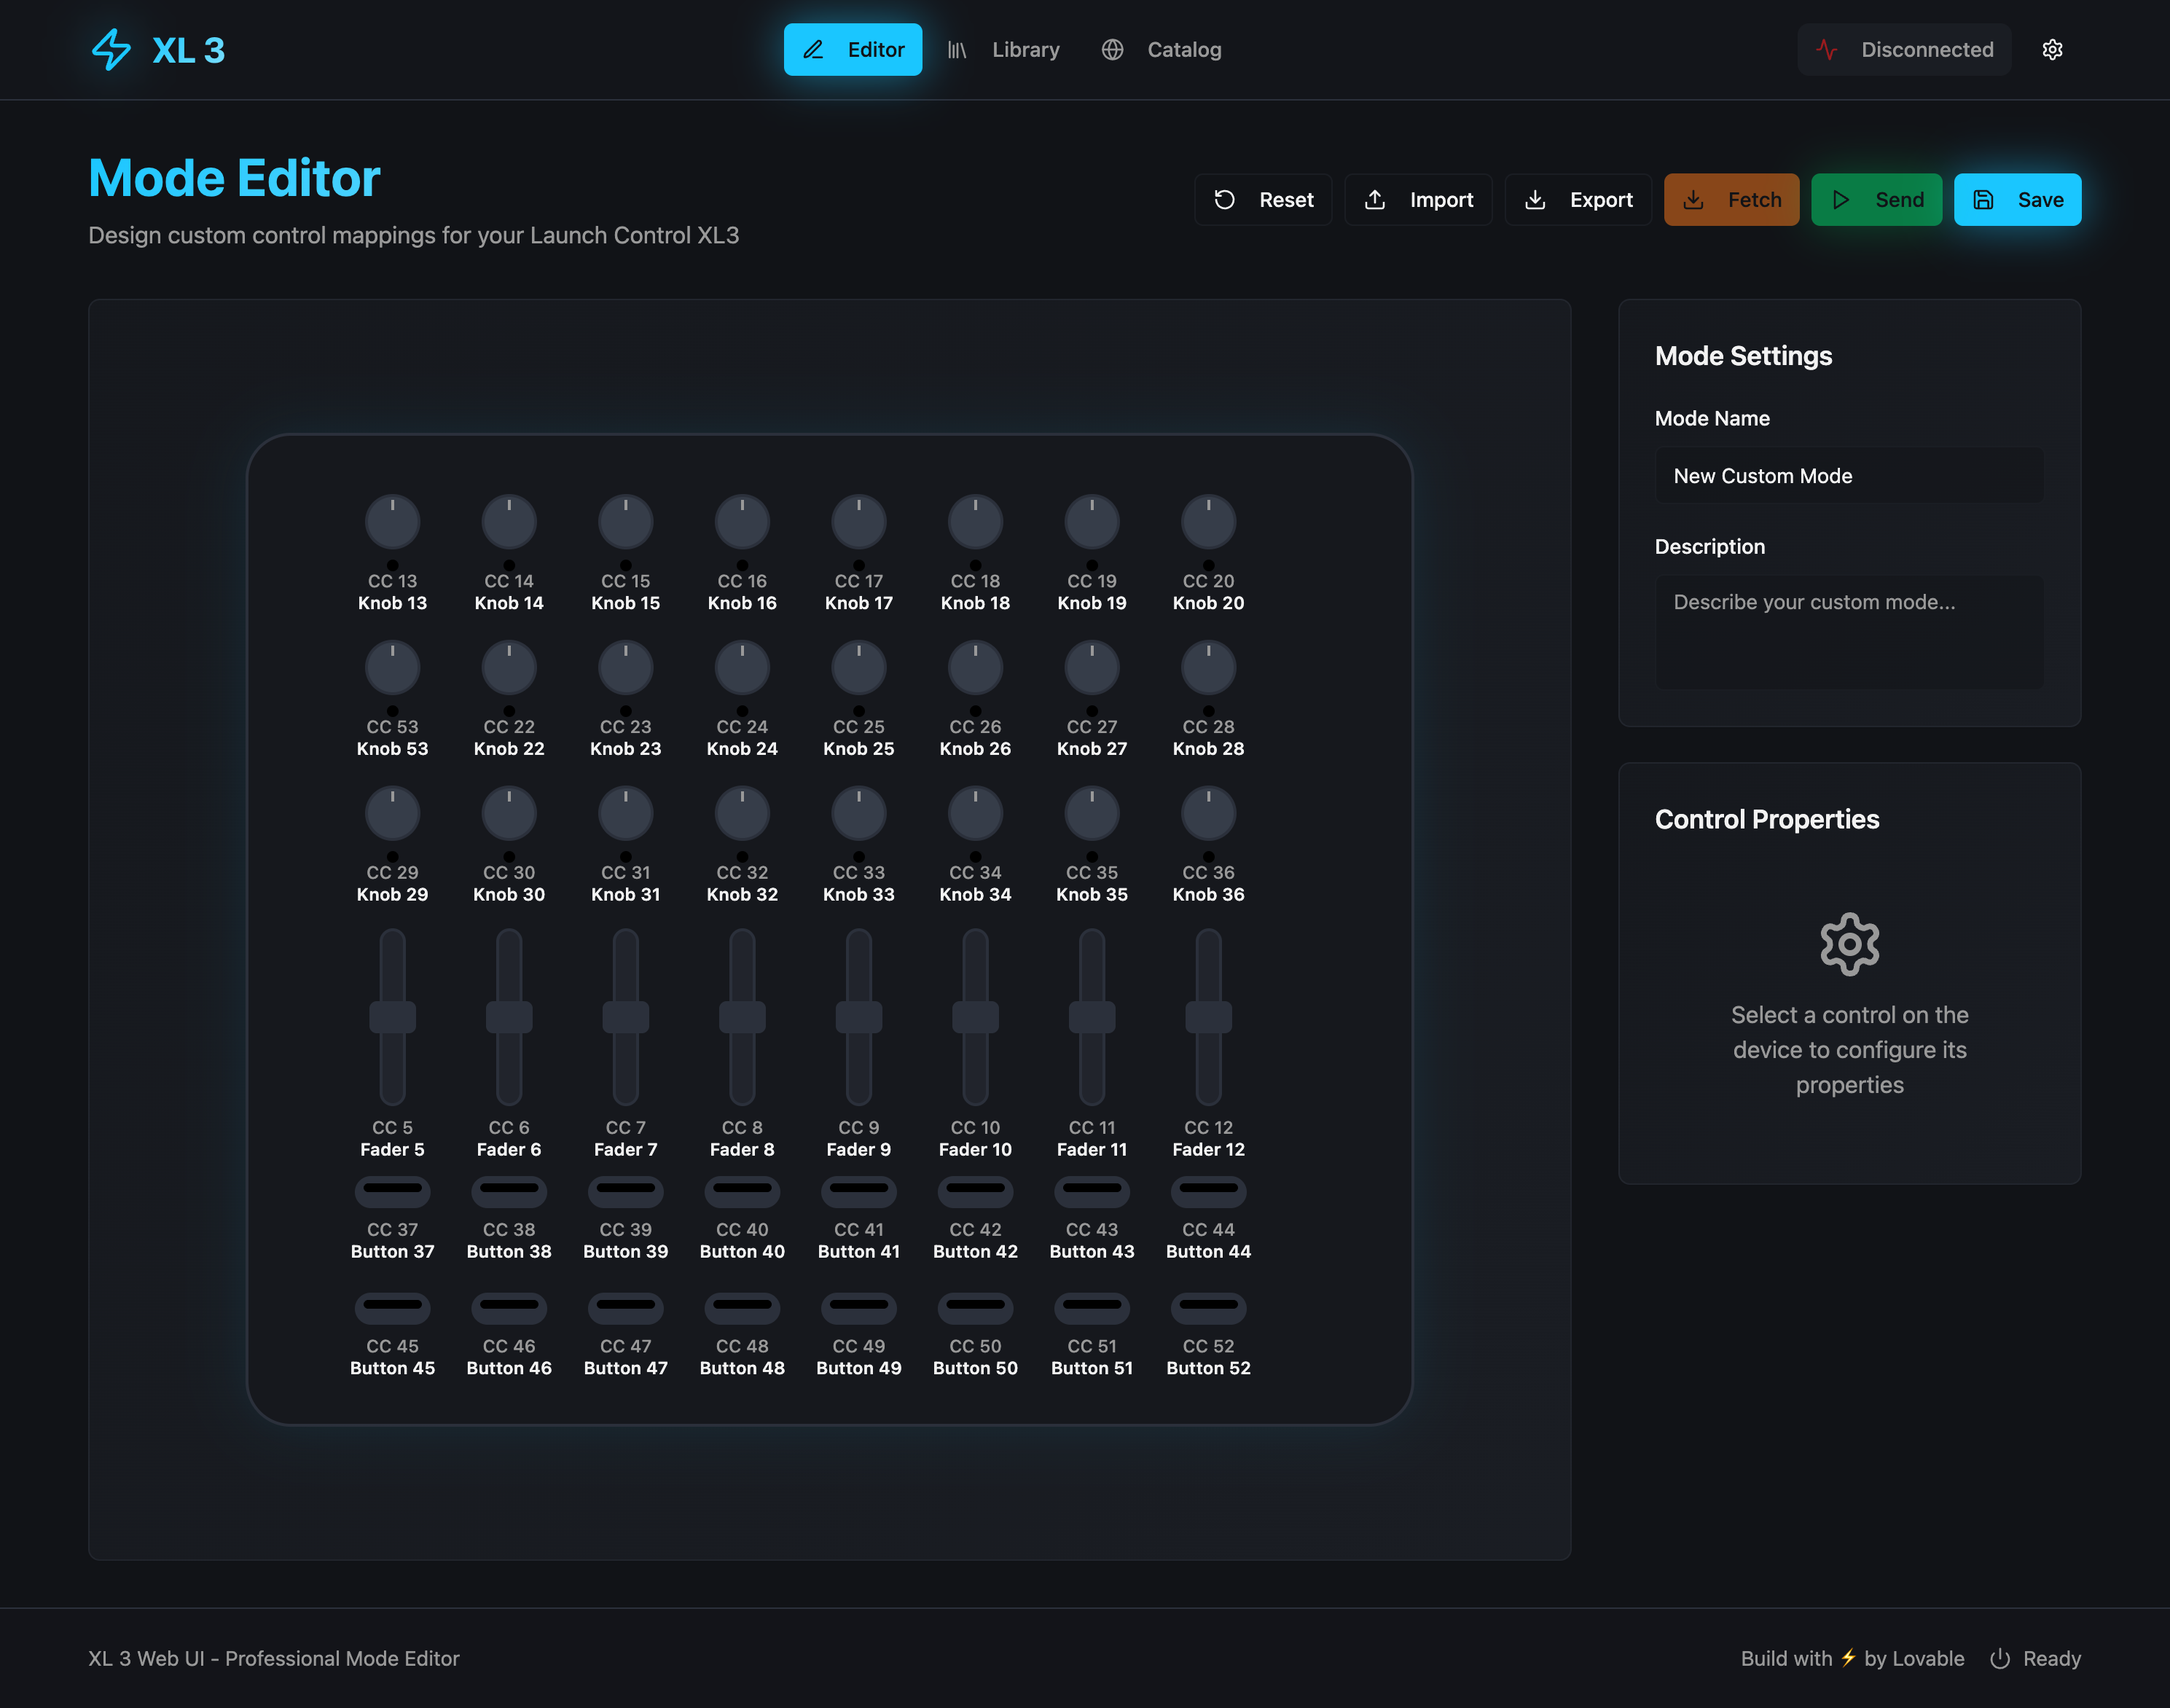 XL 3
Editor
Library
Catalog
Disconnected
Mode Editor
Design custom control mappings for your Launch Control XL3
Reset
Import
Export
Fetch
Send
Save
CC 13 CC 14 CC 15 CC 16 CC 17 CC 18 CC 19 CC 20
Knob 13 Knob 14 Knob 15 Knob 16 Knob 17 Knob 18 Knob 19 Knob 20
CC 53 CC 22 CC 23 CC 24 CC 25 CC 26 CC 27 CC 28
Knob 53 Knob 22 Knob 23 Knob 24 Knob 25 Knob 26 Knob 27 Knob 28
CC 29 CC 30 CC 31 CC 32 CC 33 CC 34 CC 35 CC 36
Knob 29 Knob 30 Knob 31 Knob 32 Knob 33 Knob 34 Knob 35 Knob 36
CC 5 CC 6 CC 7 CC 8 CC 9 CC 10 CC 11 CC 12
Fader 5 Fader 6 Fader 7 Fader 8 Fader 9 Fader 10 Fader 11 Fader 12
CC 37 CC 38 CC 39 CC 40 CC 41 CC 42 CC 43 CC 44
Button 37 Button 38 Button 39 Button 40 Button 41 Button 42 Button 43 Button 44
CC 45 CC 46 CC 47 CC 48 CC 49 CC 50 CC 51 CC 52
Button 45 Button 46 Button 47 Button 48 Button 49 Button 50 Button 51 Button 52
Mode Settings
Mode Name
New Custom Mode
Description
Describe your custom mode...
Control Properties
Select a control on the
device to configure its
properties
XL 3 Web UI - Professional Mode Editor
Build with ⚡ by Lovable
Ready